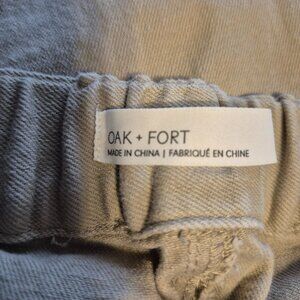 OAK + FORT
MADE IN CHINA | FABRIQUÉ EN CHINE